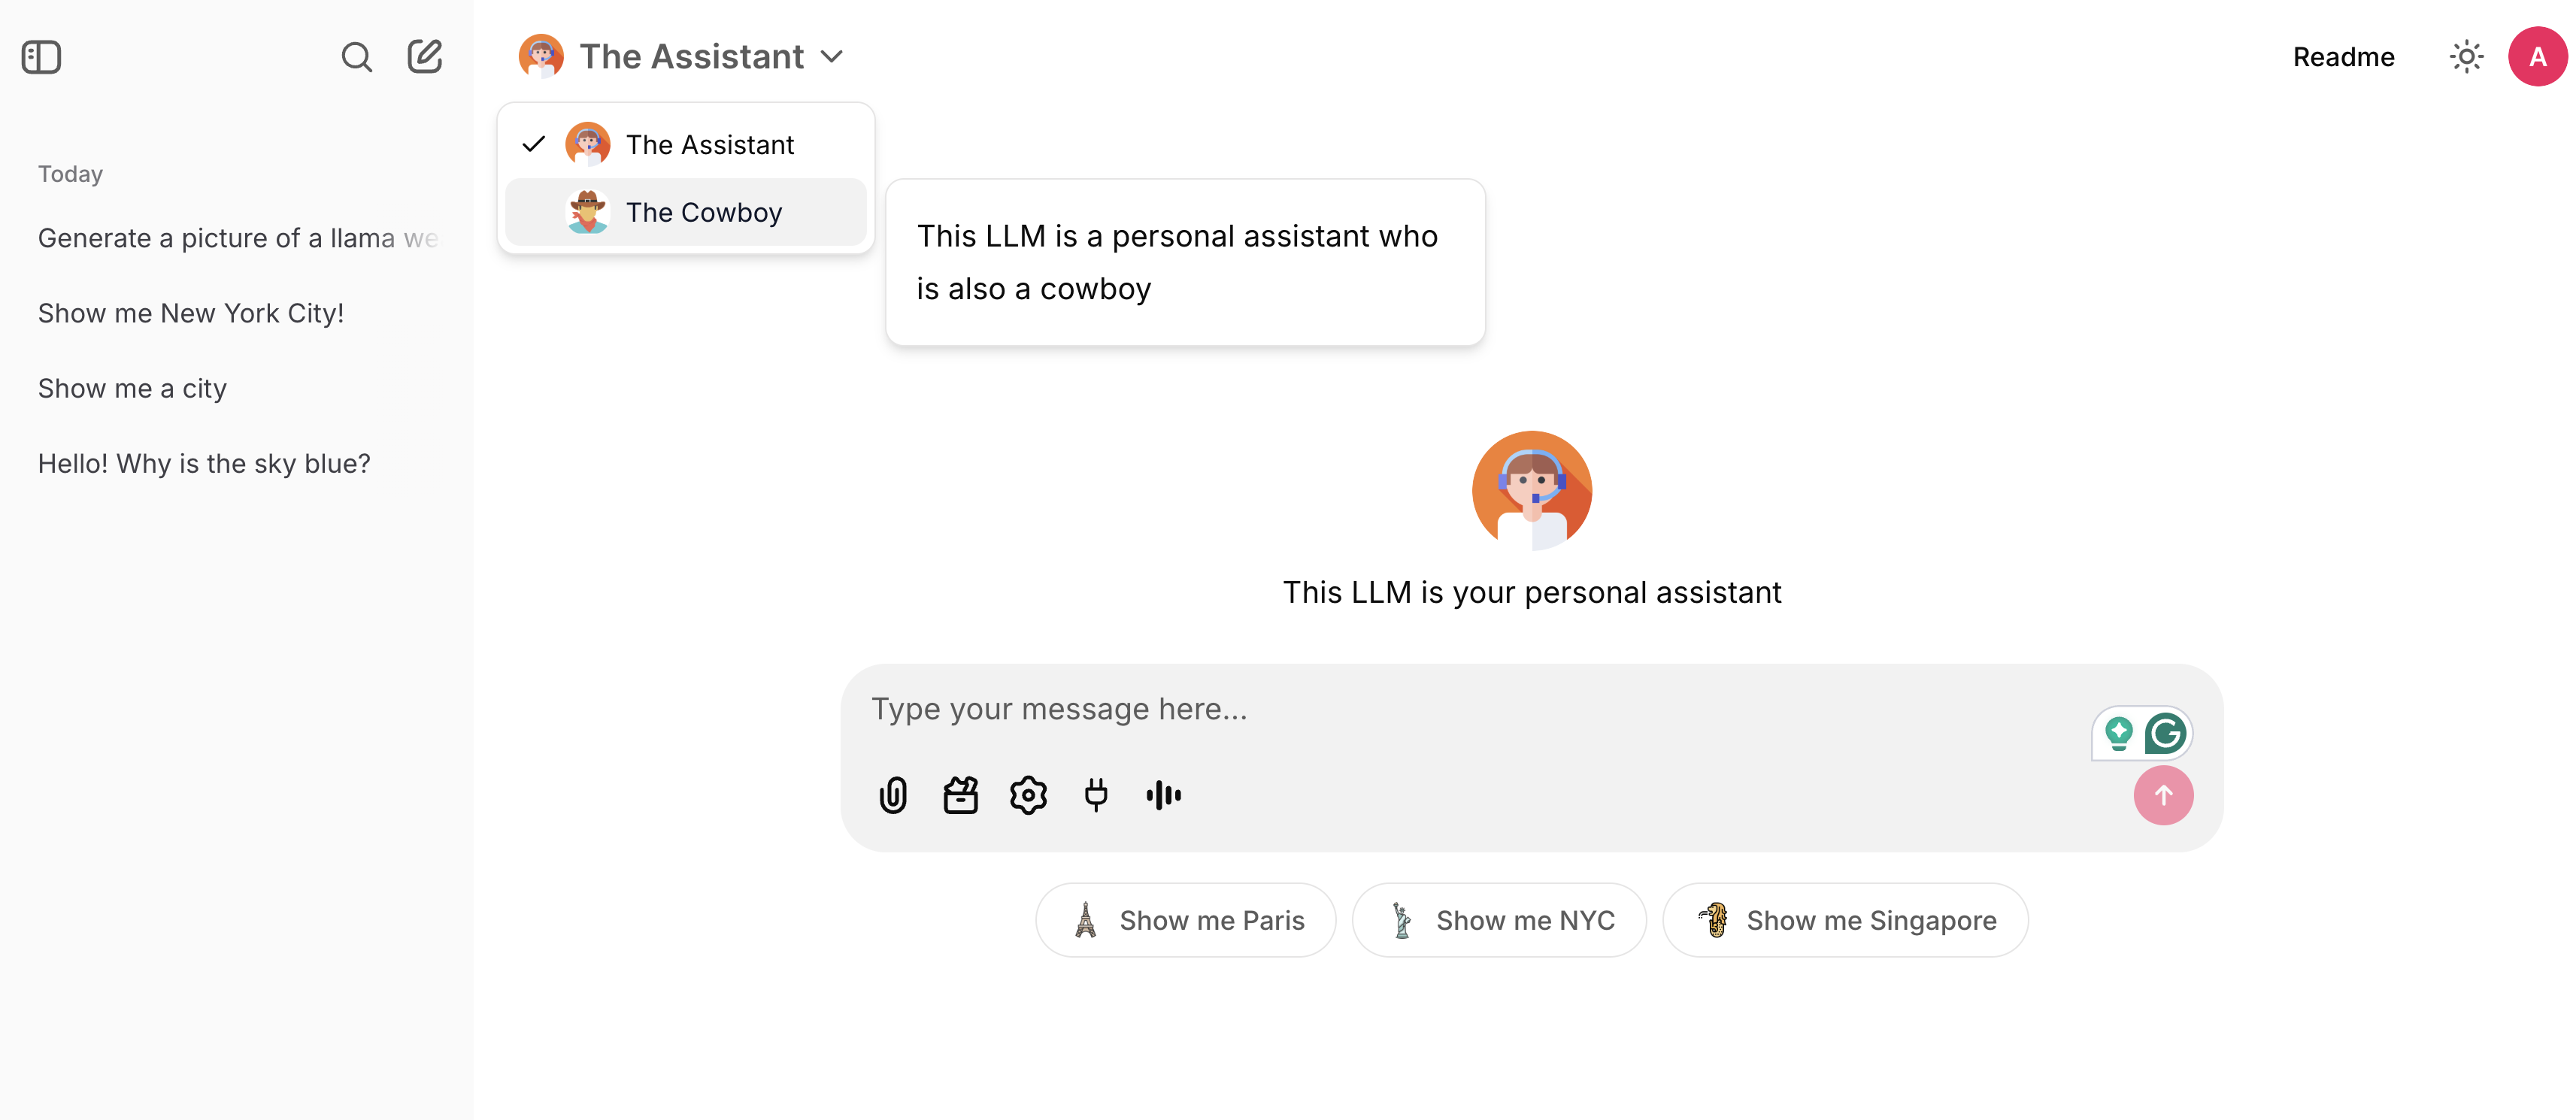 The Assistant
Readme
A
The Assistant
The Cowboy
This LLM is a personal assistant who
is also a cowboy
Today
Generate a picture of a llama we
Show me New York City!
Show me a city
Hello! Why is the sky blue?
This LLM is your personal assistant
Type your message here...
Show me Paris
Show me NYC
Show me Singapore